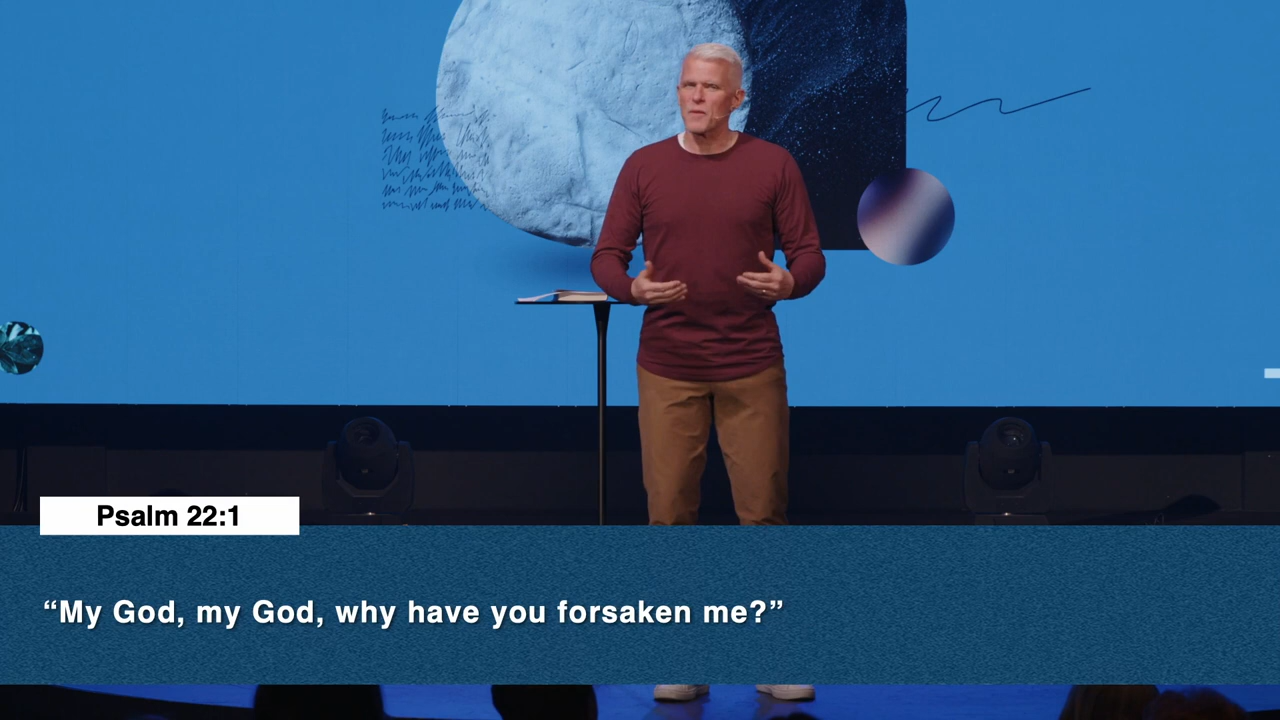 Psalm 22:1
“My God, my God, why have you forsaken me?”